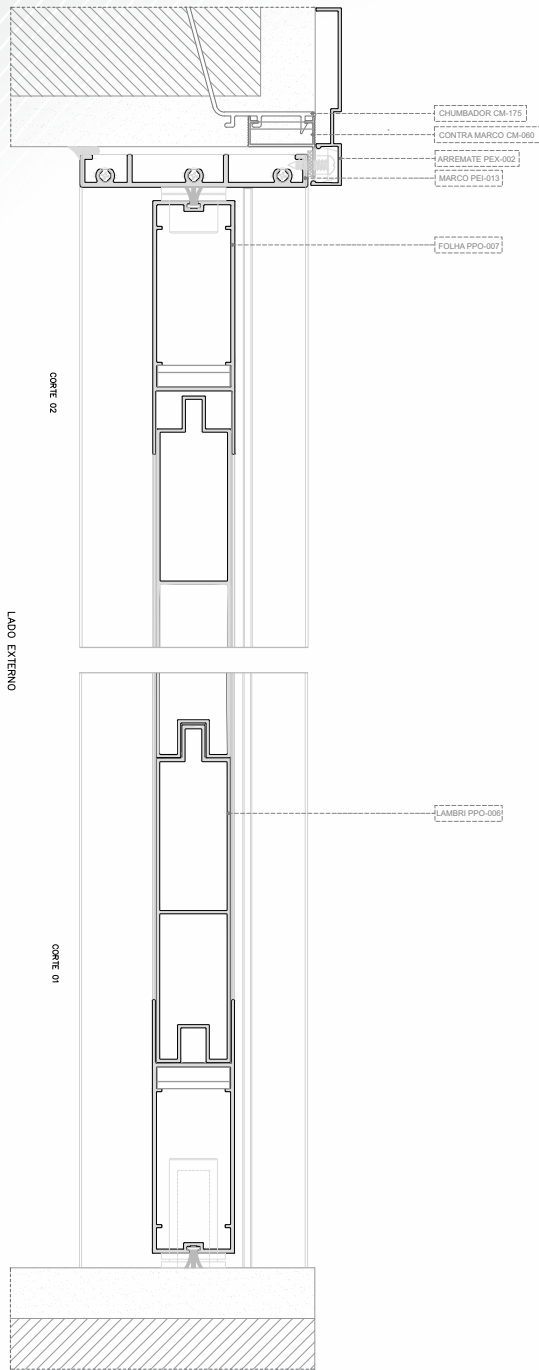 CHUMBADOR CM-175
CONTRA MARCO CM-060
ARREMATE PEX-002
MARCO PEI-013
FOLHA PPO-007
CORTE 02
LADO EXTERNO
LAMBRI PPO-006
CORTE 01